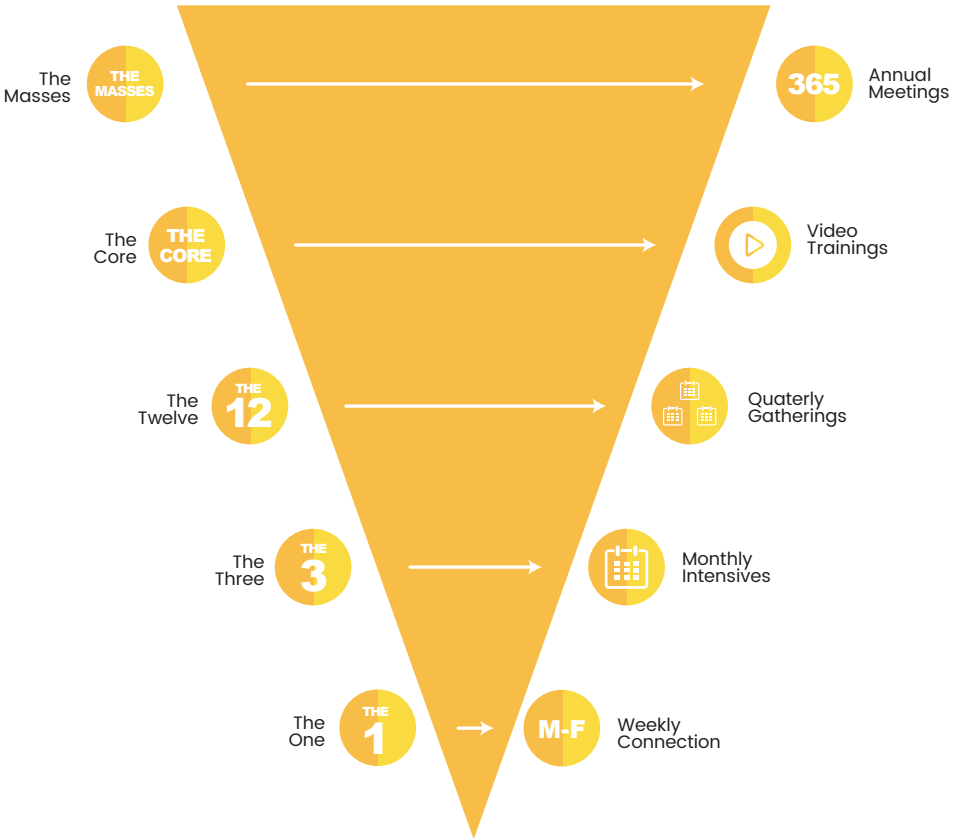 The
Masses
THE
MASSES
365
Annual
Meetings
The
Core
THE
CORE
Video
Trainings
The
Twelve
THE
12
Quaterly
Gatherings
The
Three
THE
3
Monthly
Intensives
The
One
THE
1
M-F
Weekly
Connection